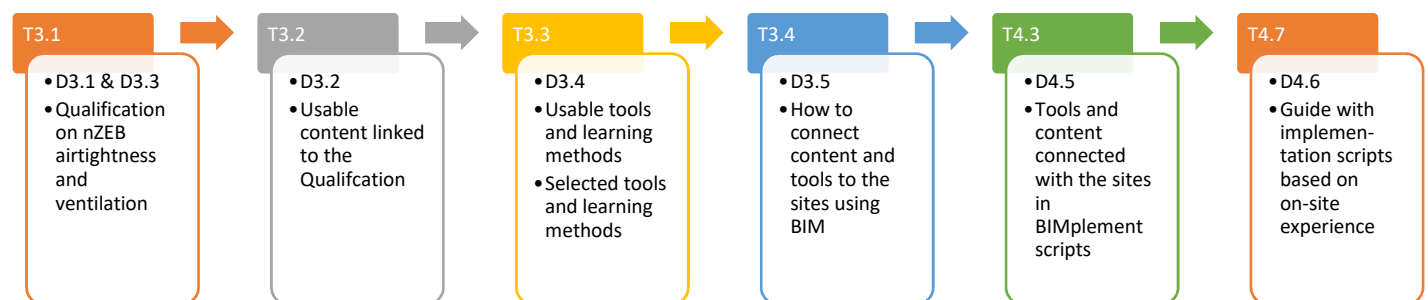 T3.1
•D3.1 & D3.3
•Qualification
on nZEB
airtightness
and
ventilation
T3.2
•D3.2
•Usable
content linked
to the
Qualifcation
T3.3
•D3.4
•Usable tools
and learning
methods
•Selected tools
and learning
methods
T3.4
•D3.5
•How to
connect
content and
tools to the
sites using
BIM
T4.3
•D4.5
•Tools and
content
connected
with the sites
in
BIMplement
scripts
T4.7
•D4.6
•Guide with
implemen-
tation scripts
based on
on-site
experience